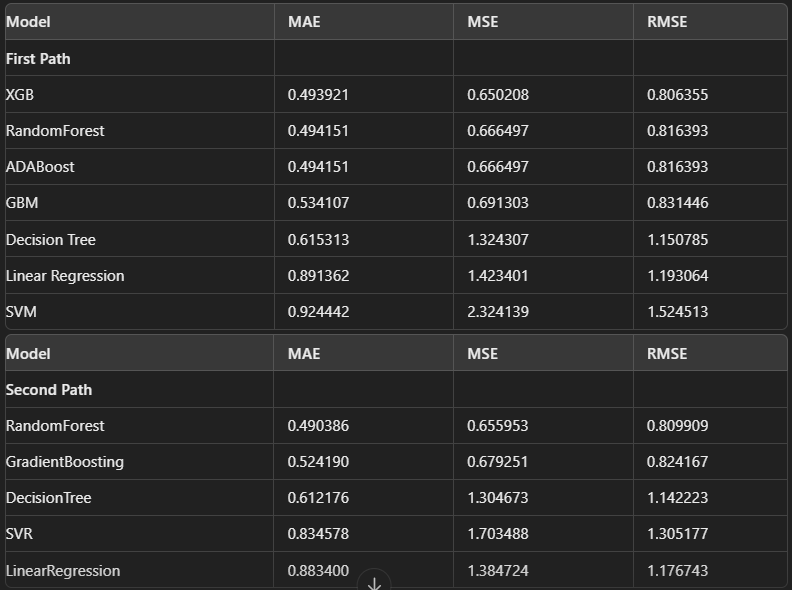 Model MAE MSE RMSE
First Path
XGB 0.493921 0.650208 0.806355
RandomForest 0.494151 0.666497 0.816393
ADABoost 0.494151 0.666497 0.816393
GBM 0.534107 0.691303 0.831446
Decision Tree 0.615313 1.324307 1.150785
Linear Regression 0.891362 1.423401 1.193064
SVM 0.924442 2.324139 1.524513
Model MAE MSE RMSE
Second Path
RandomForest 0.490386 0.655953 0.809909
GradientBoosting 0.524190 0.679251 0.824167
DecisionTree 0.612176 1.304673 1.142223
SVR 0.834578 1.703488 1.305177
LinearRegression 0.883400 1.384724 1.176743